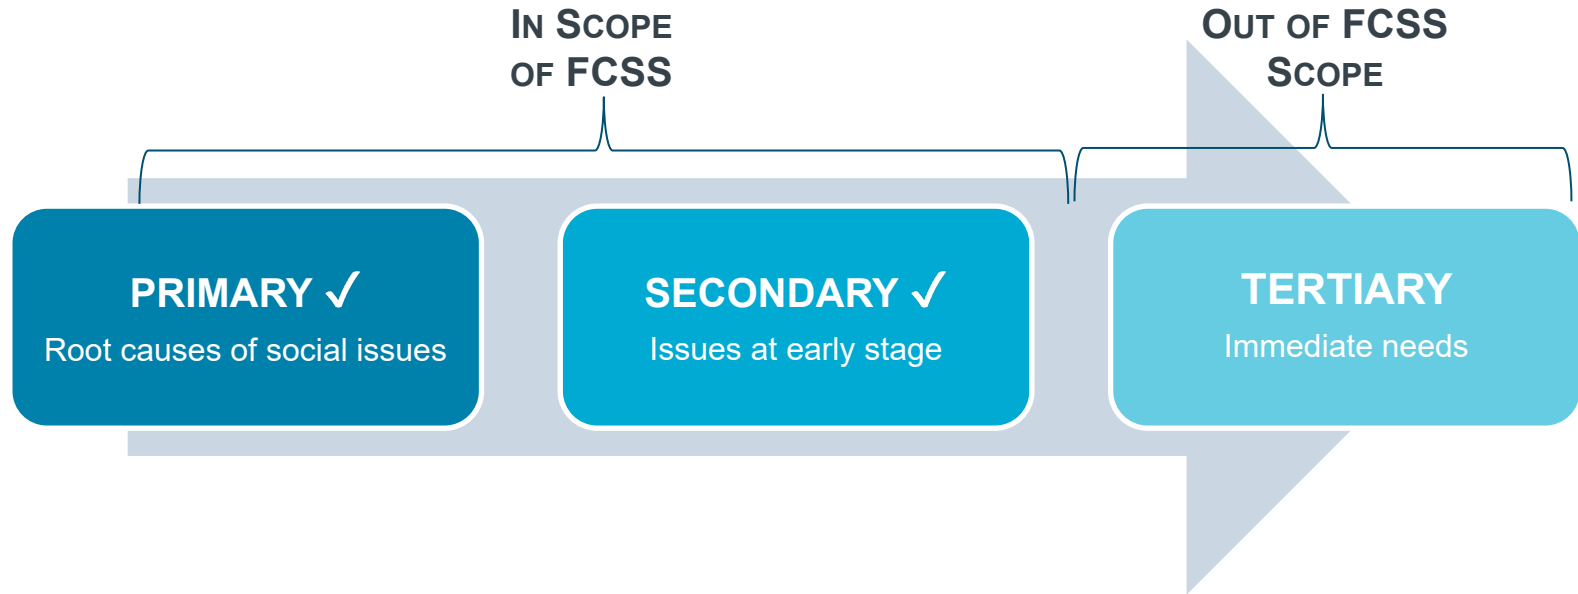 IN SCOPE
OF FCSS
OUT OF FCSS
SCOPE
PRIMARY ✓
Root causes of social issues
SECONDARY ✓
Issues at early stage
TERTIARY
Immediate needs